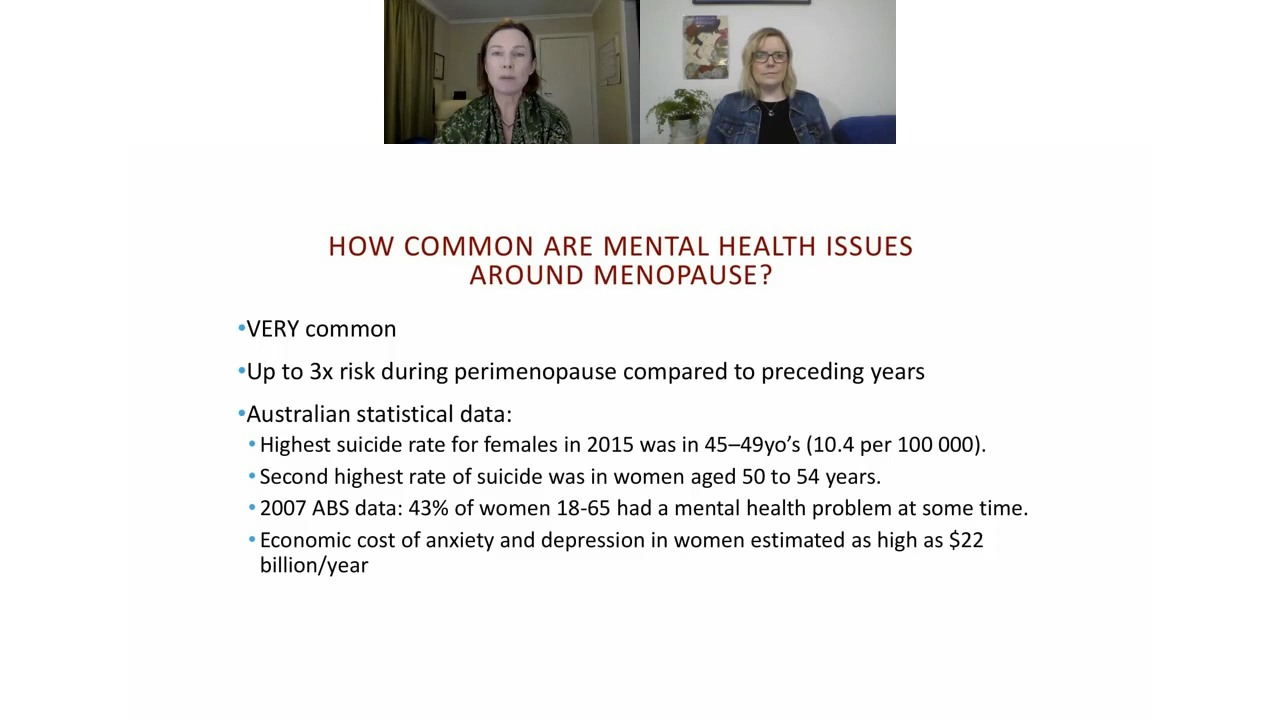 HOW COMMON ARE MENTAL HEALTH ISSUES
AROUND MENOPAUSE?
•VERY common
•Up to 3x risk during perimenopause compared to preceding years
•Australian statistical data:
•Highest suicide rate for females in 2015 was in 45–49yo’s (10.4 per 100 000).
•Second highest rate of suicide was in women aged 50 to 54 years.
•2007 ABS data: 43% of women 18-65 had a mental health problem at some time.
•Economic cost of anxiety and depression in women estimated as high as $22
billion/year